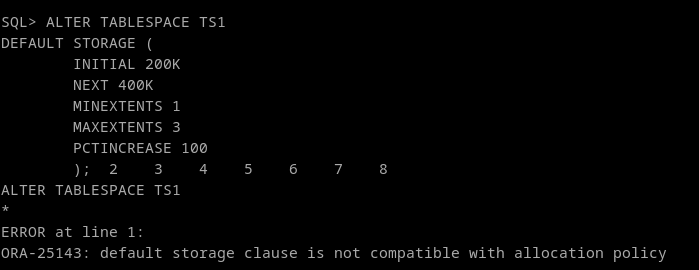 SQL> ALTER TABLESPACE TS1
DEFAULT STORAGE (
        INITIAL 200K
        NEXT 400K
        MINEXTENTS 1
        MAXEXTENTS 3
        PCTINCREASE 100
        );  2    3    4    5    6    7    8
ALTER TABLESPACE TS1
*
ERROR at line 1:
ORA-25143: default storage clause is not compatible with allocation policy